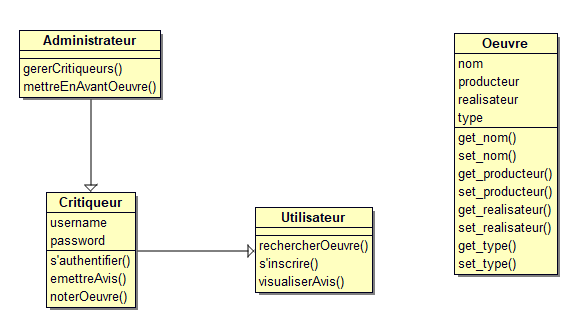 Administrateur
gererCritiqueurs()
mettreEnAvantOeuvre()
Critiqueur
username
password
s'authentifier()
emettreAvis()
noterOeuvre()
Utilisateur
rechercherOeuvre()
s'inscrire()
visualiserAvis()
Oeuvre
nom
producteur
realisateur
type
get_nom()
set_nom()
get_producteur()
set_producteur()
get_realisateur()
set_realisateur()
get_type()
set_type()